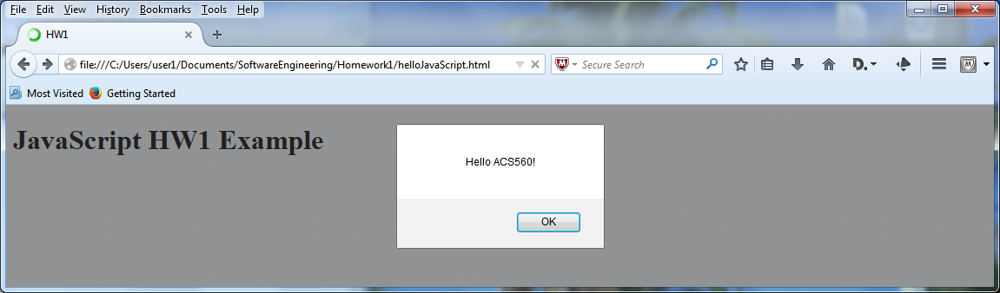 File Edit View History Bookmarks Tools Help
HW1
file:///C:/Users/user1/Documents/SoftwareEngineering/Homework1/helloJavaScript.html Secure Search D.
Most Visited Getting Started
JavaScript HW1 Example
Hello ACS560!
OK